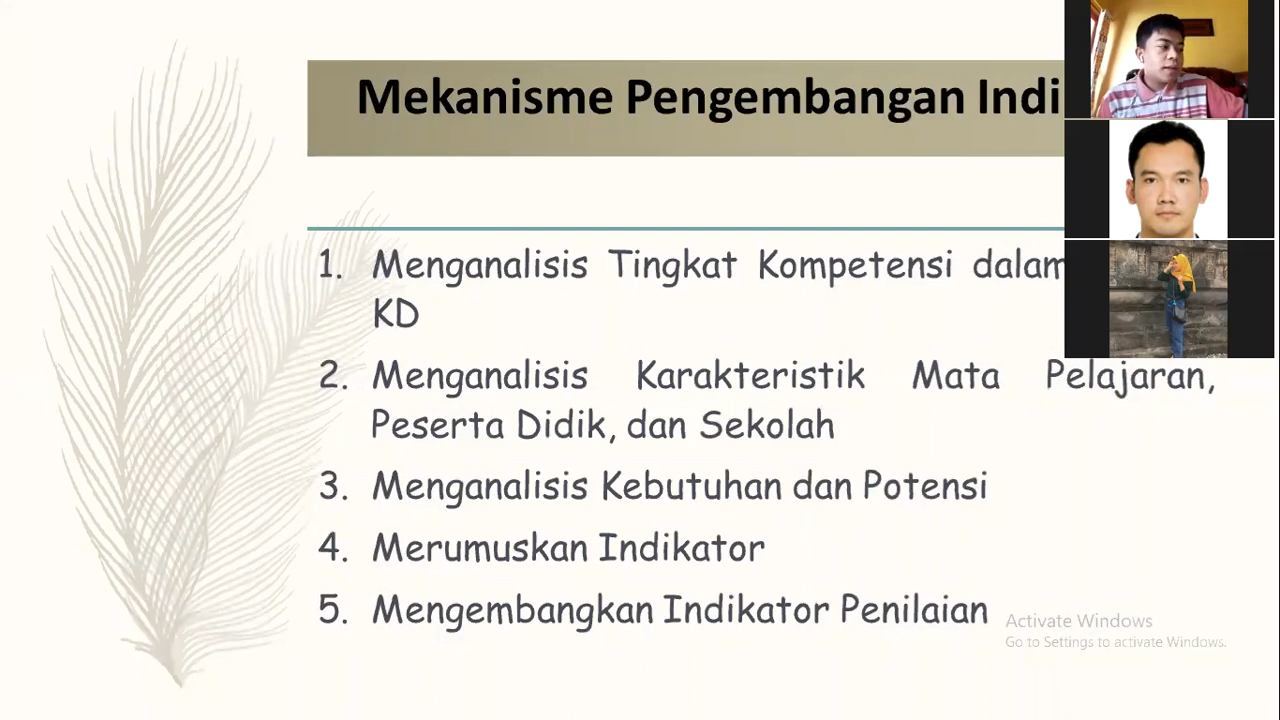 Mekanisme Pengembangan Indi
1. Menganalisis Tingkat Kompetensi dalam
KD
2. Menganalisis Karakteristik Mata Pelajaran,
Peserta Didik, dan Sekolah
3. Menganalisis Kebutuhan dan Potensi
4. Merumuskan Indikator
5. Mengembangkan Indikator Penilaian
Activate Windows
Go to Settings to activate Windows.